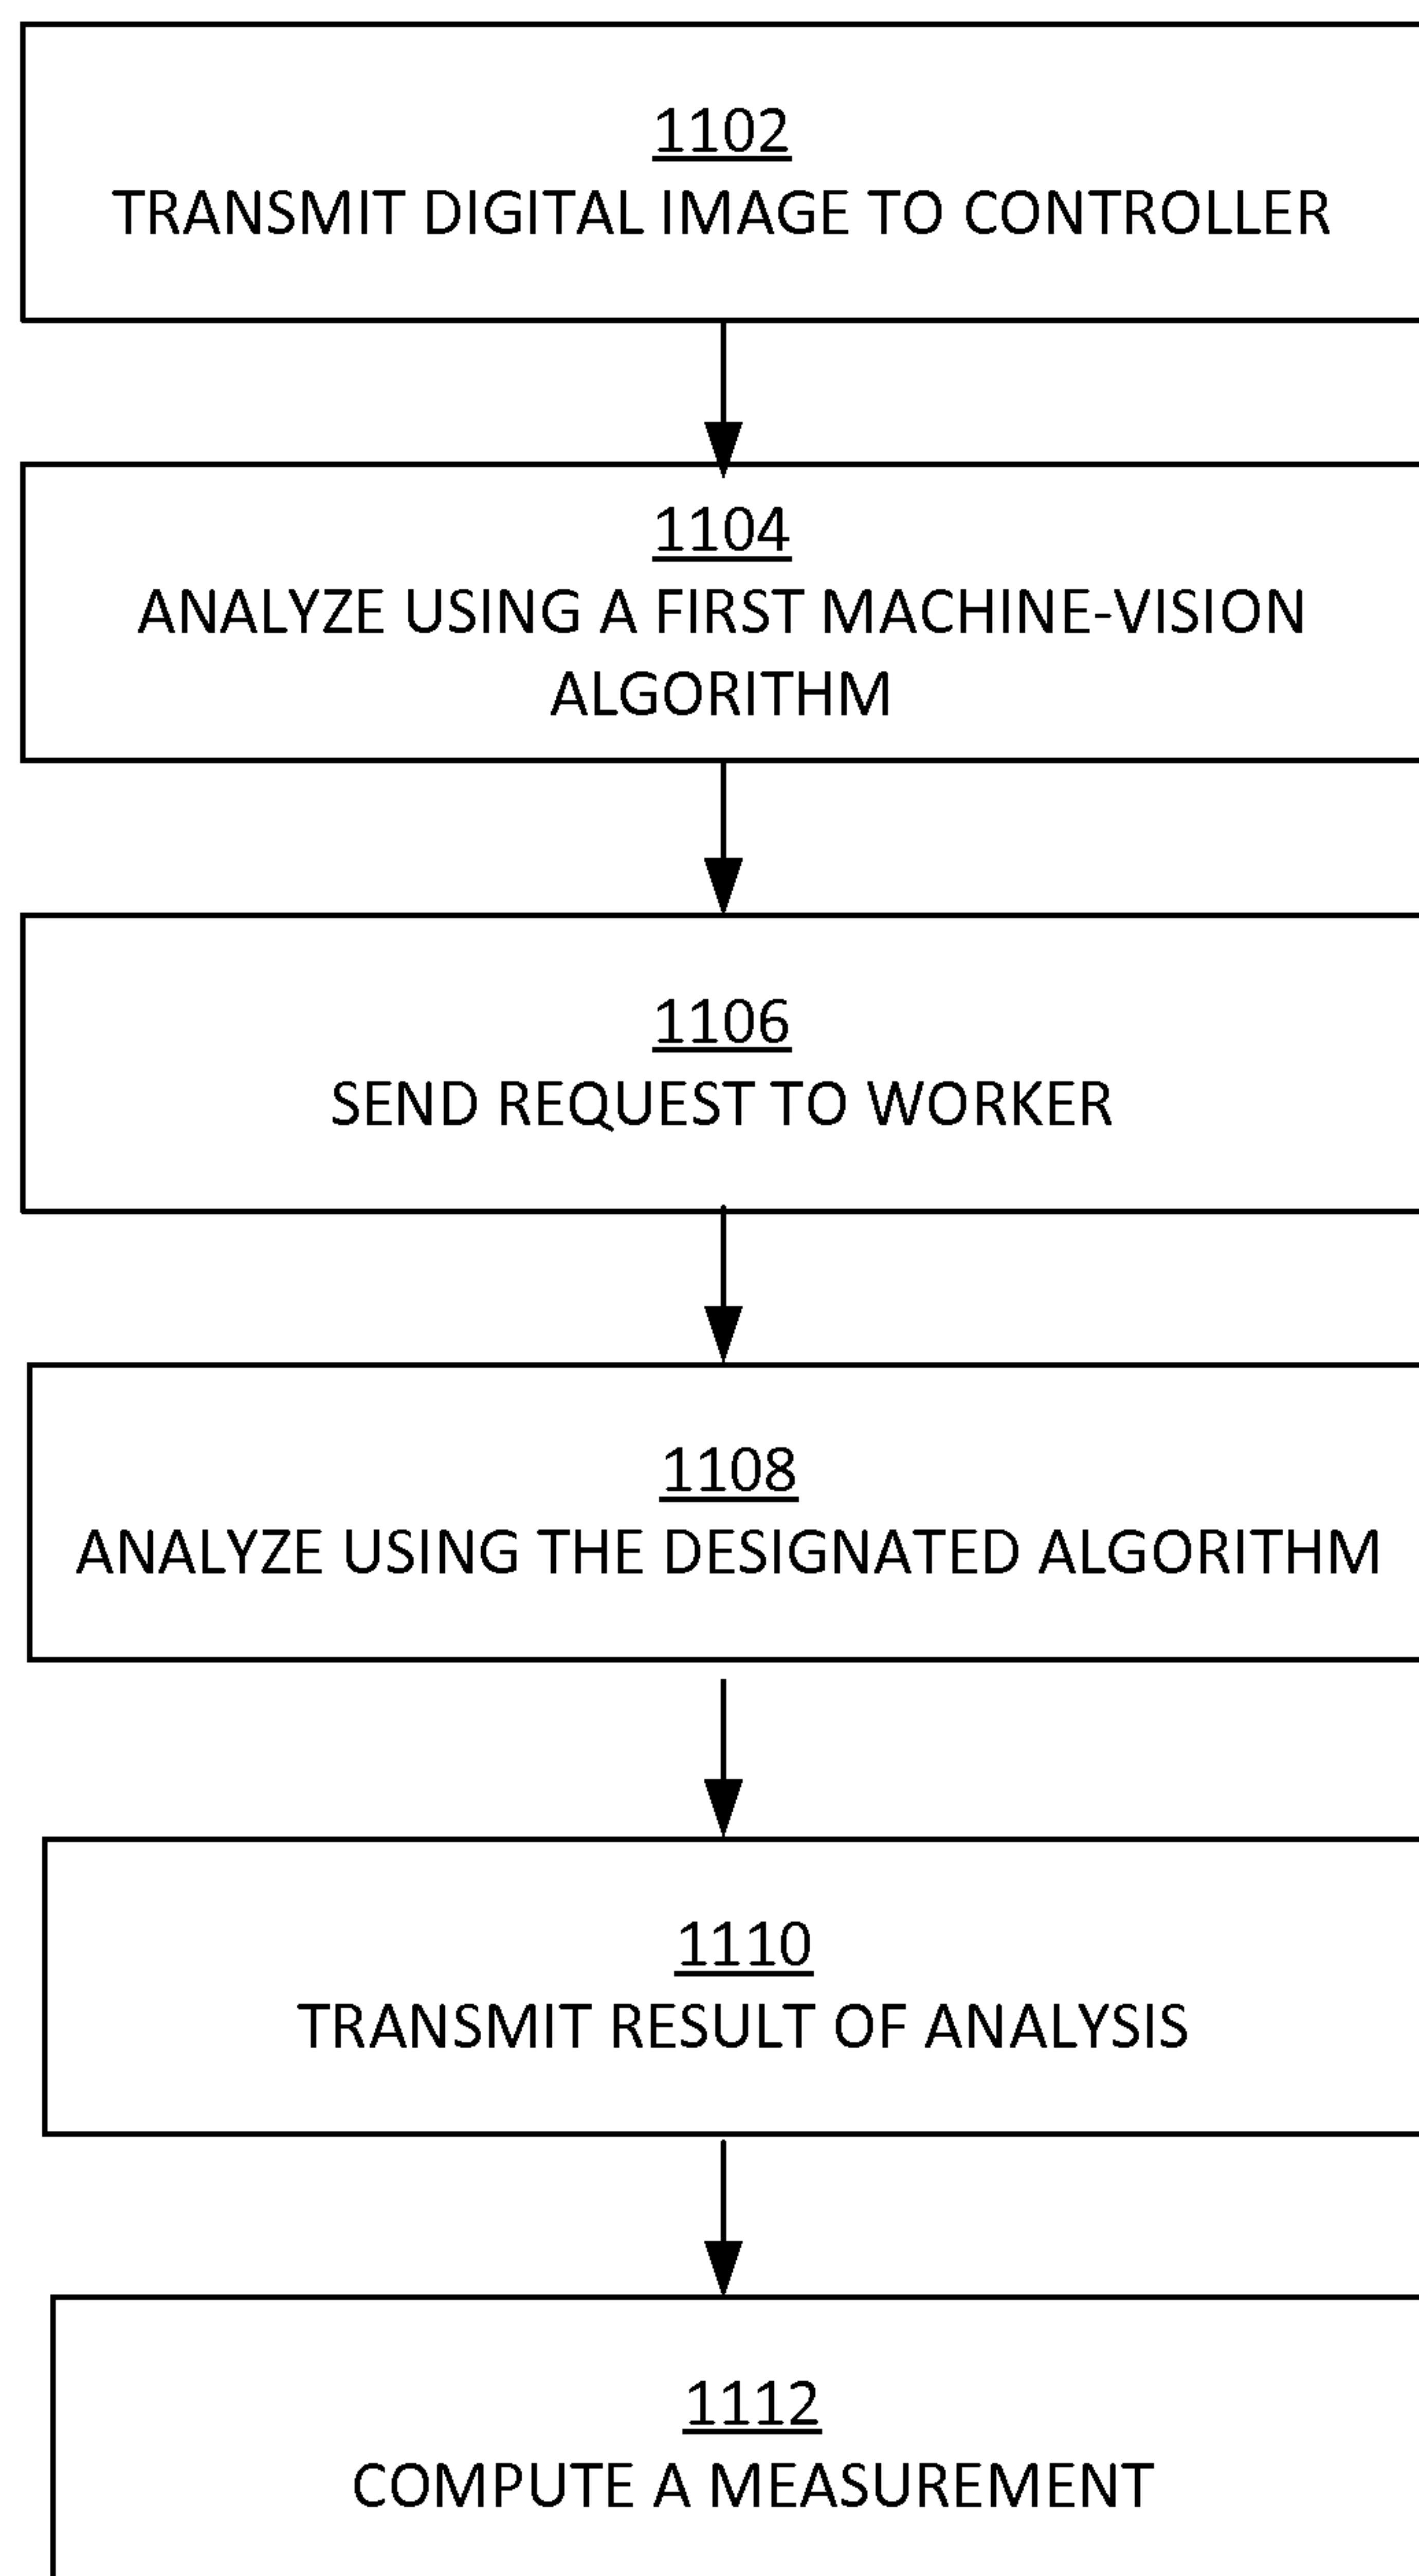 1102
TRANSMIT DIGITAL IMAGE TO CONTROLLER
1104
ANALYZE USING A FIRST MACHINE-VISION
ALGORITHM
1106
SEND REQUEST TO WORKER
1108
ANALYZE USING THE DESIGNATED ALGORITHM
1110
TRANSMIT RESULT OF ANALYSIS
1112
COMPUTE A MEASUREMENT